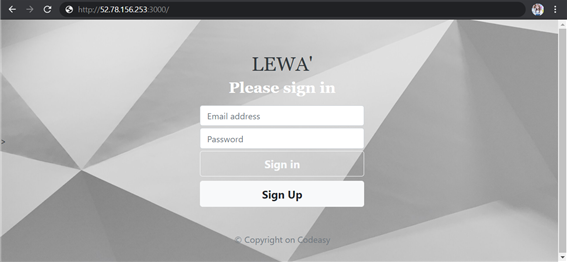 http://52.78.156.253:3000/
LEWA'
Please sign in
Email address
Password
Sign in
Sign Up
>
© Copyright on Codeasy